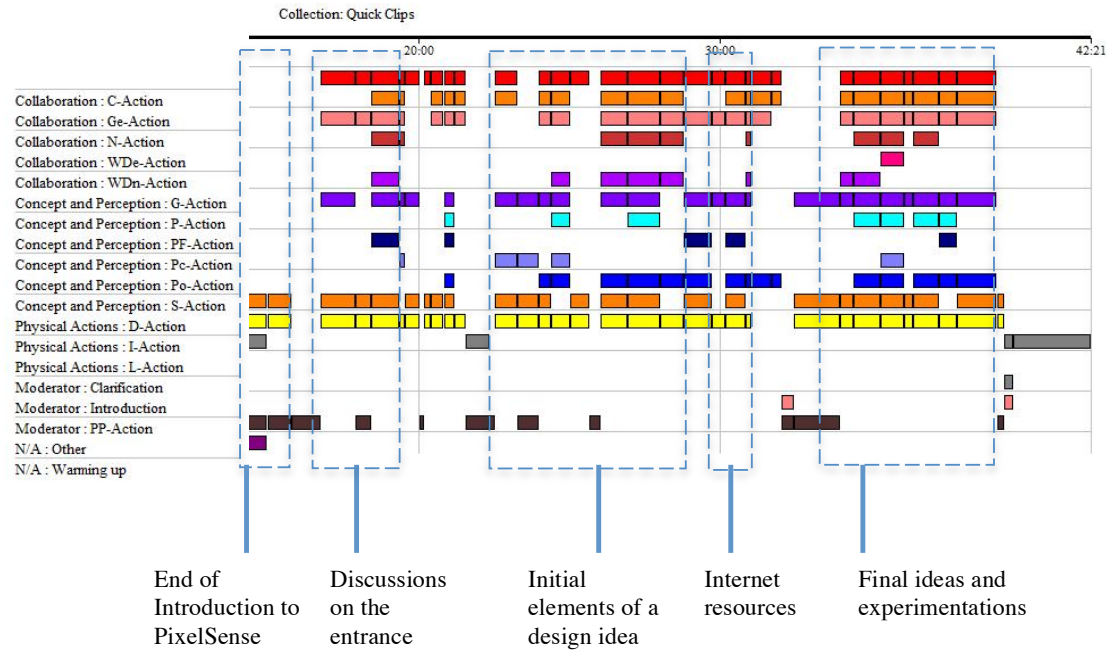 Collection: Quick Clips
20:00 30:00 42:21
Collaboration : C-Action
Collaboration : Ge-Action
Collaboration : N-Action
Collaboration : WDe-Action
Collaboration : WDn-Action
Concept and Perception : G-Action
Concept and Perception : P-Action
Concept and Perception : PF-Action
Concept and Perception : Pc-Action
Concept and Perception : Po-Action
Concept and Perception : S-Action
Physical Actions : D-Action
Physical Actions : I-Action
Physical Actions : L-Action
Moderator : Clarification
Moderator : Introduction
Moderator : PP-Action
N/A : Other
N/A : Warming up
End of
Introduction to
PixelSense
Discussions
on the
entrance
Initial
elements of a
design idea
Internet
resources
Final ideas and
experimentations